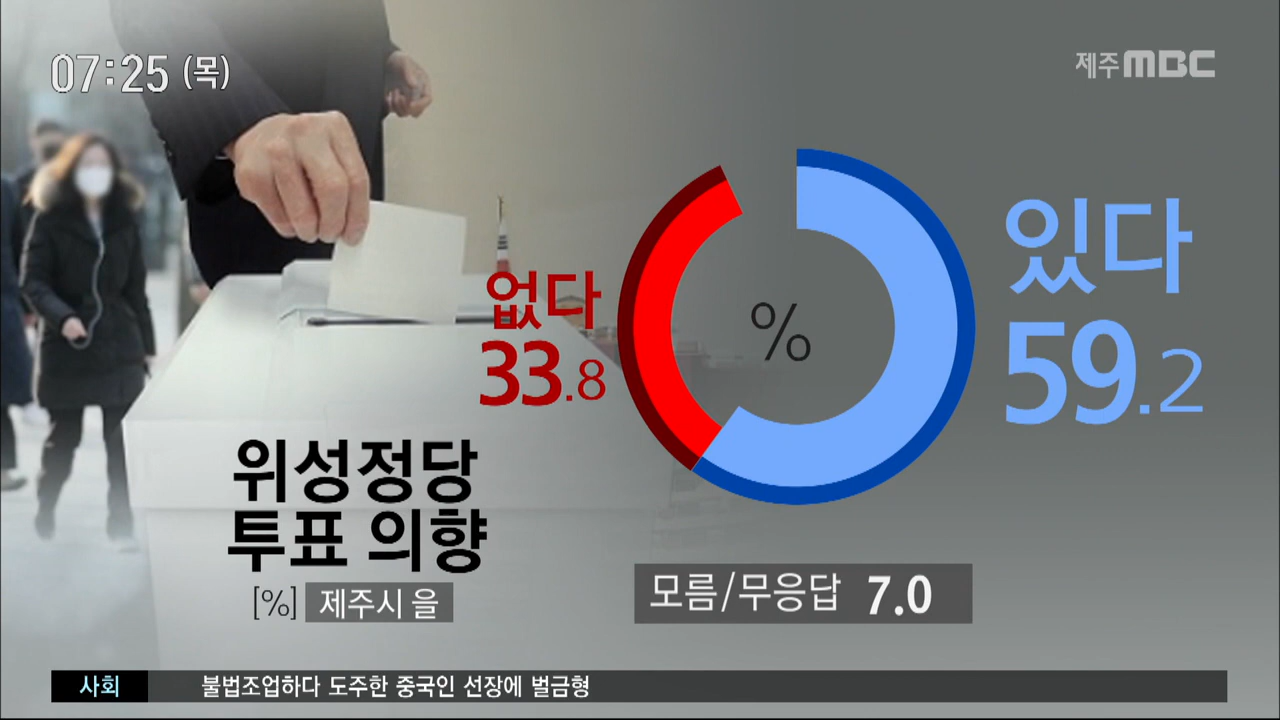 07:25 (목)
제주MBC
있다
59.2
%
없다
33.8
위성정당
투표 의향
[%] 제주시 을
모름/무응답 7.0
사회 불법조업하다 도주한 중국인 선장에 벌금형